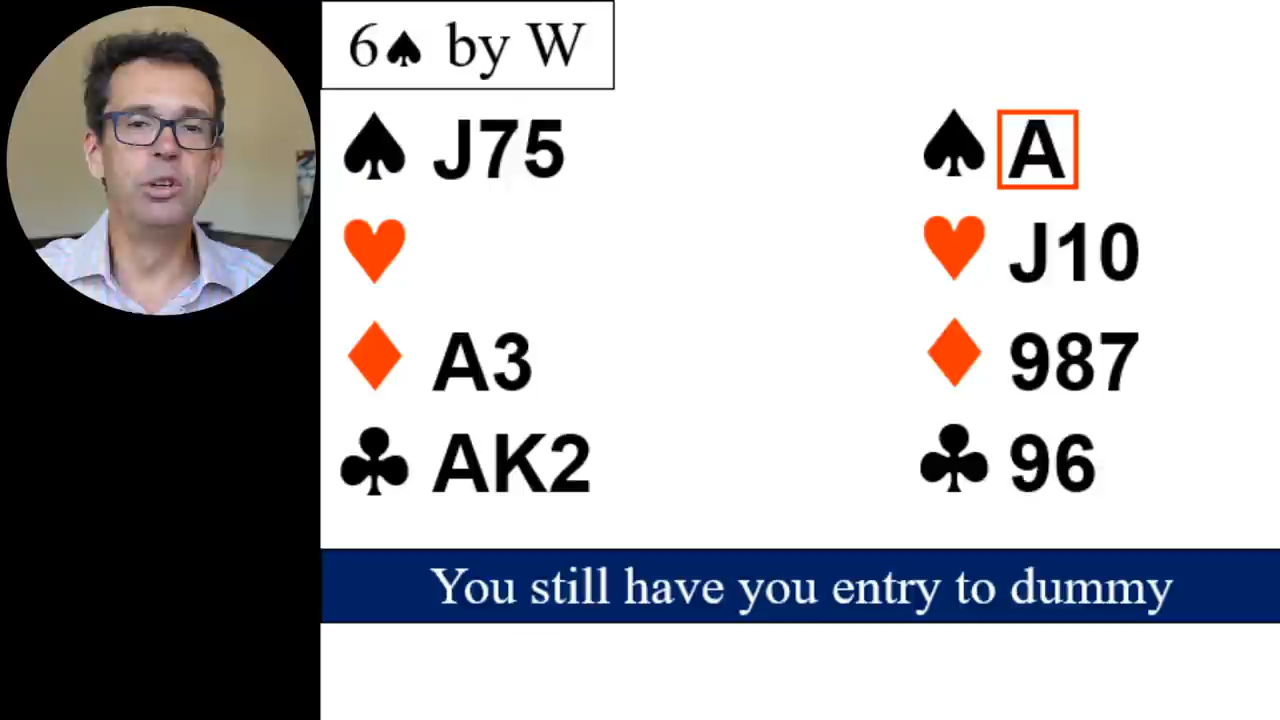 6♠ by W
♠ J75 ♠ A
♥ ♥ J10
♦ A3 ♦ 987
♣ AK2 ♣ 96
You still have you entry to dummy